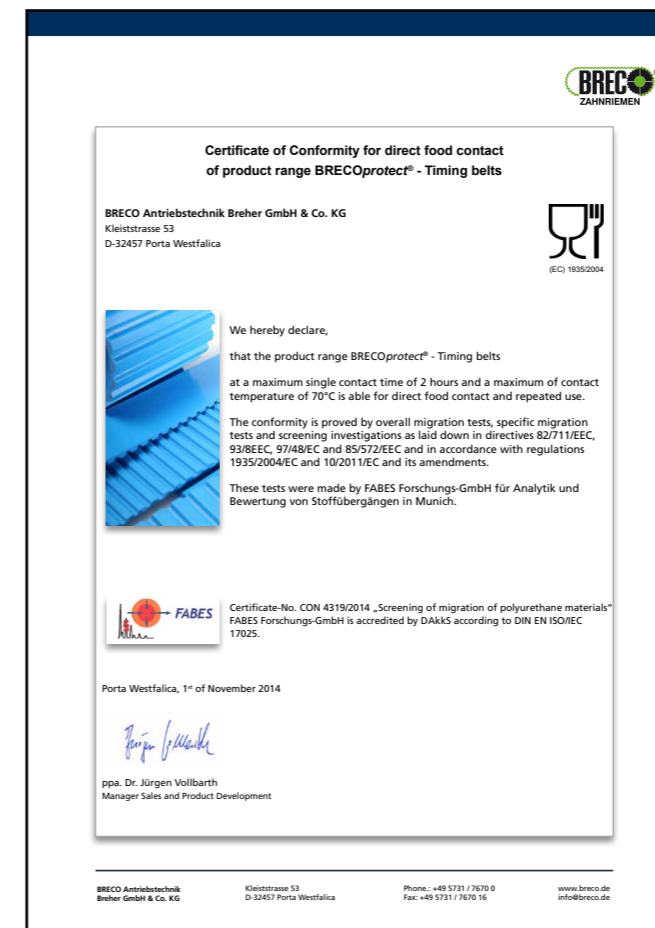 BRECO
ZAHNRIEMEN
Certificate of Conformity for direct food contact
of product range BRECOprotect® - Timing belts
BRECO Antriebstechnik Breher GmbH & Co. KG
Kleiststrasse 53
D-32457 Porta Westfalica
(EC) 1935/2004
We hereby declare,
that the product range BRECOprotect® - Timing belts
at a maximum single contact time of 2 hours and a maximum of contact
temperature of 70°C is able for direct food contact and repeated use.
The conformity is proved by overall migration tests, specific migration
tests and screening investigations as laid down in directives 82/711/EEC,
93/8EEC, 97/48/EC and 85/572/EEC and in accordance with regulations
1935/2004/EC and 10/2011/EC and its amendments.
These tests were made by FABES Forschungs-GmbH für Analytik und
Bewertung von Stoffübergängen in Munich.
FABES
Certificate-No. CON 4319/2014 „Screening of migration of polyurethane materials"
FABES Forschungs-GmbH is accredited by DAkkS according to DIN EN ISO/IEC
17025.
Porta Westfalica, 1st of November 2014
ppa. Dr. Jürgen Vollbarth
Manager Sales and Product Development
BRECO Antriebstechnik
Breher GmbH & Co. KG
Kleiststrasse 53
D-32457 Porta Westfalica
Phone.: +49 5731 / 7670 0
Fax: +49 5731 / 7670 16
www.breco.de
info@breco.de